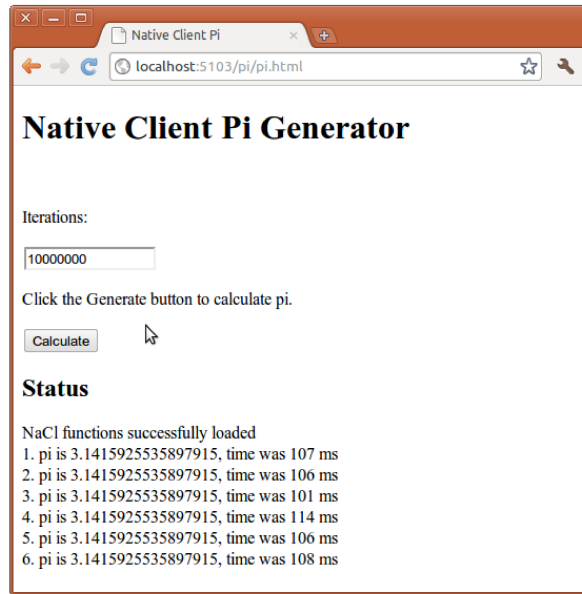 Native Client Pi
localhost:5103/pi/pi.html
Native Client Pi Generator
Iterations:
10000000
Click the Generate button to calculate pi.
Calculate
Status
NaCl functions successfully loaded
1. pi is 3.1415925535897915, time was 107 ms
2. pi is 3.1415925535897915, time was 106 ms
3. pi is 3.1415925535897915, time was 101 ms
4. pi is 3.1415925535897915, time was 114 ms
5. pi is 3.1415925535897915, time was 106 ms
6. pi is 3.1415925535897915, time was 108 ms